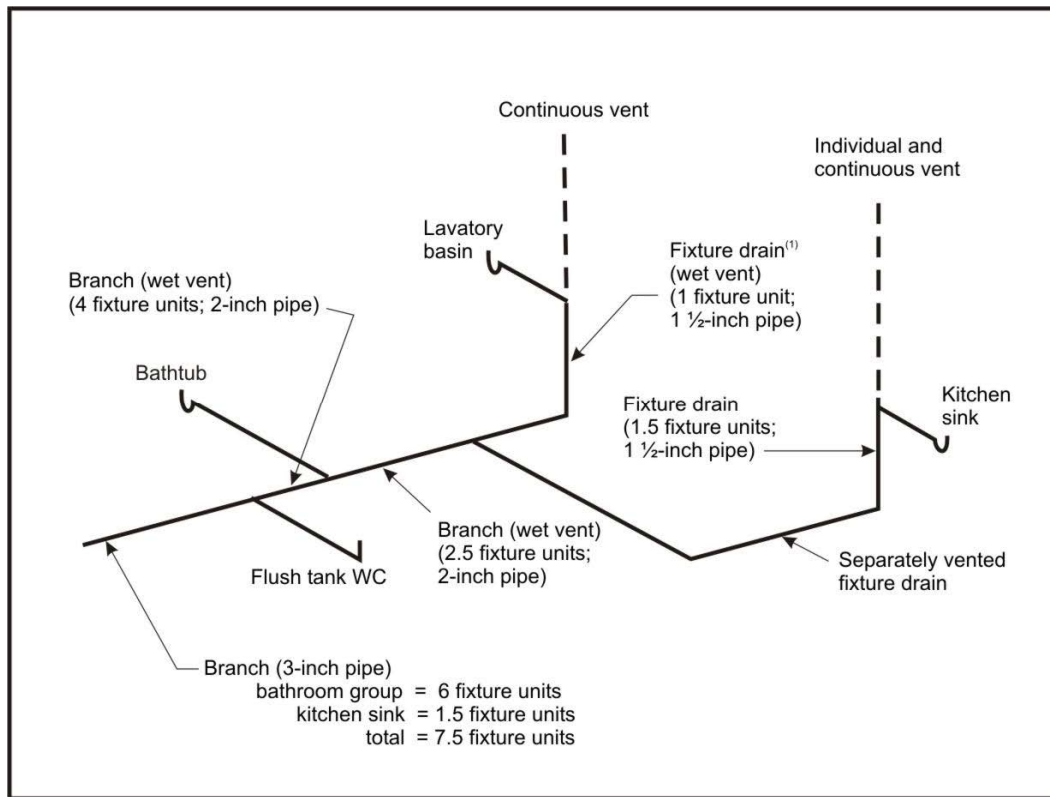 Continuous vent
Individual and
continuous vent
Lavatory
basin
Fixture drain(1)
(wet vent)
(1 fixture unit;
1 ½-inch pipe)
Branch (wet vent)
(4 fixture units; 2-inch pipe)
Bathtub
Fixture drain
(1.5 fixture units;
1 ½-inch pipe)
Kitchen
sink
Branch (wet vent)
(2.5 fixture units;
2-inch pipe)
Flush tank WC
Separately vented
fixture drain
Branch (3-inch pipe)
bathroom group = 6 fixture units
kitchen sink = 1.5 fixture units
total = 7.5 fixture units